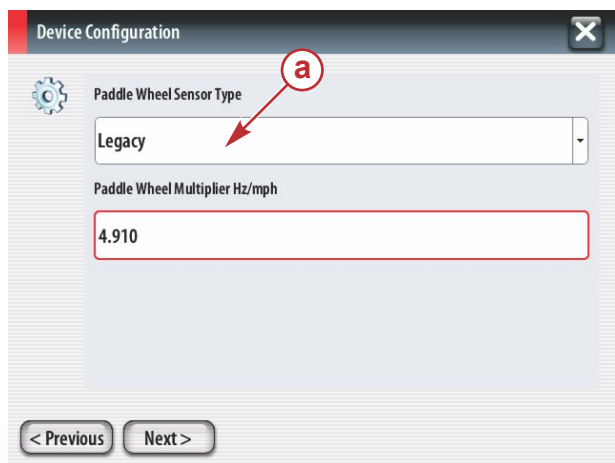 Device Configuration
a
Paddle Wheel Sensor Type
Legacy
Paddle Wheel Multiplier Hz/mph
4.910
< Previous Next >